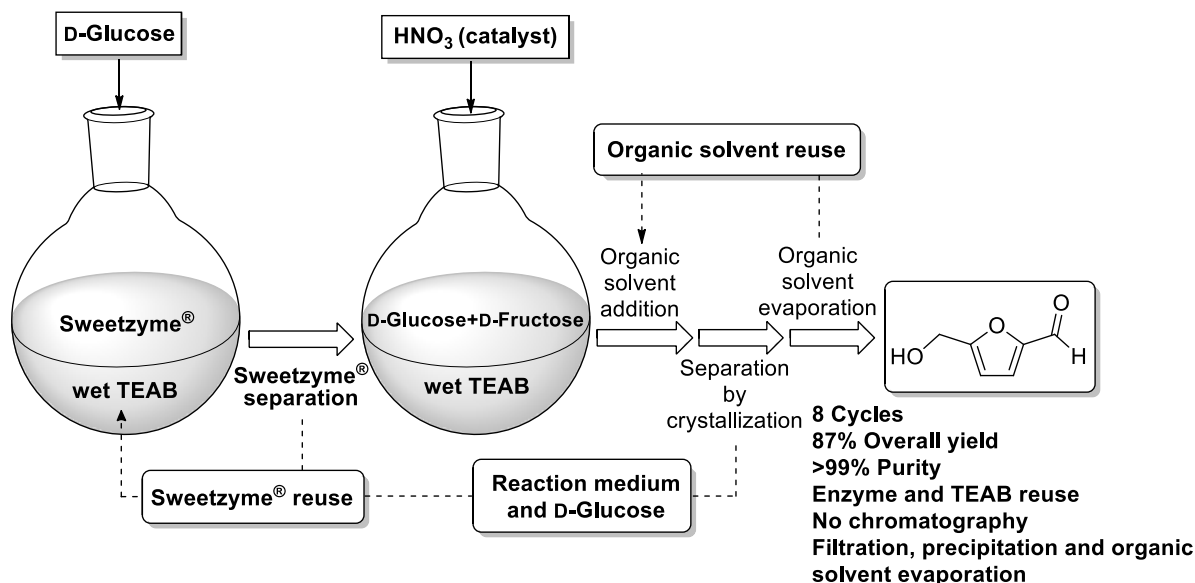 D-Glucose
HNO3 (catalyst)
Organic solvent reuse
Organic
solvent
addition
Organic
solvent
evaporation
Sweetzyme®
wet TEAB
Sweetzyme®
separation
D-Glucose+D-Fructose
wet TEAB
Separation
by
crystallization
HO
O
O
H
Sweetzyme® reuse
Reaction medium
and D-Glucose
8 Cycles
87% Overall yield
>99% Purity
Enzyme and TEAB reuse
No chromatography
Filtration, precipitation and organic
solvent evaporation